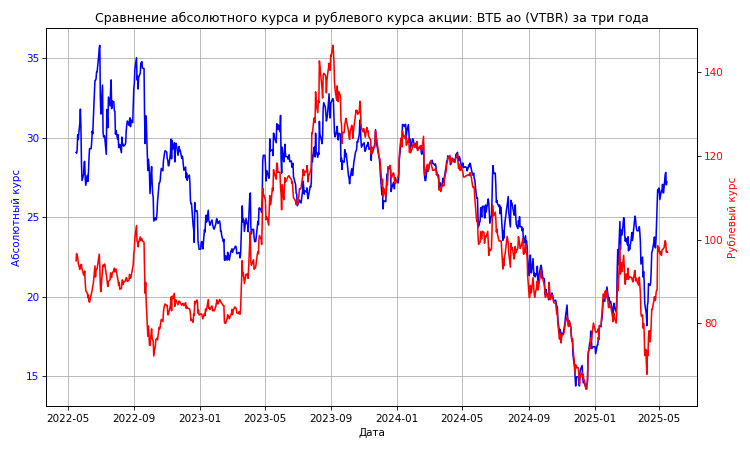 Сравнение абсолютного курса и рублевого курса акции: ВТБ ао (VTBR) за три года
35
30
25
20
15
Абсолютный курс
140
120
100
80
Рублевый курс
2022-05 2022-09 2023-01 2023-05 2023-09 2024-01 2024-05 2024-09 2025-01 2025-05
Дата